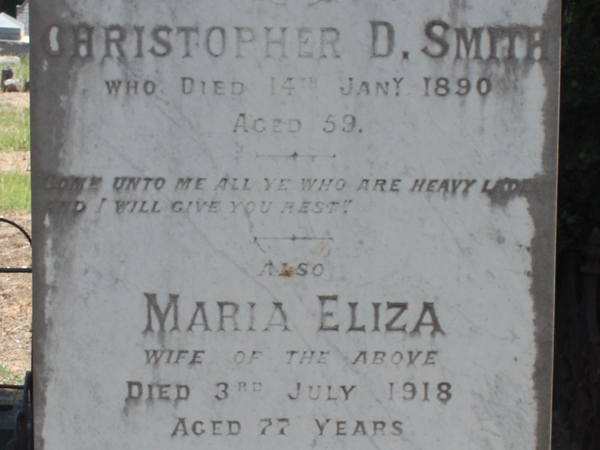 CHRISTOPHER D. SMITH
WHO DIED 14TH JANY. 1890
AGED 59.
COME UNTO ME ALL YE WHO ARE HEAVY LADEN
AND I WILL GIVE YOU REST."
ALSO
MARIA ELIZA
WIFE OF THE ABOVE
DIED 3RD JULY 1918
AGED 77 YEARS